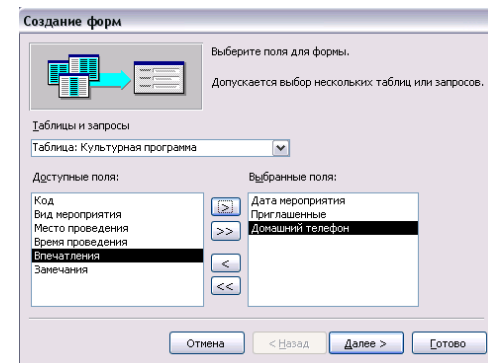 Создание форм
Выберите поля для формы.
Допускается выбор нескольких таблиц или запросов.
Таблицы и запросы
Таблица: Культурная программа
Доступные поля:
Выбранные поля:
Код
Вид мероприятия
Место проведения
Время проведения
Впечатления
Замечания
>
>>
<
<<
Дата мероприятия
Приглашенные
Домашний телефон
Отмена
< Назад
Далее >
Готово